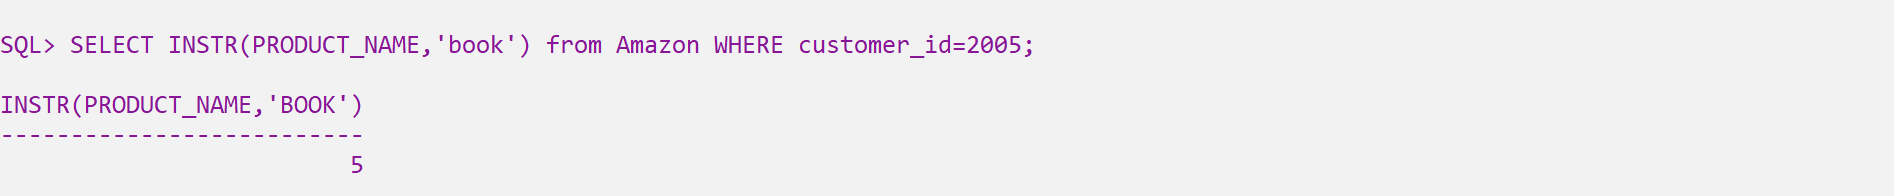 SQL> SELECT INSTR(PRODUCT_NAME,'book') from Amazon WHERE customer_id=2005;
INSTR(PRODUCT_NAME,'BOOK')
--------------------------
5